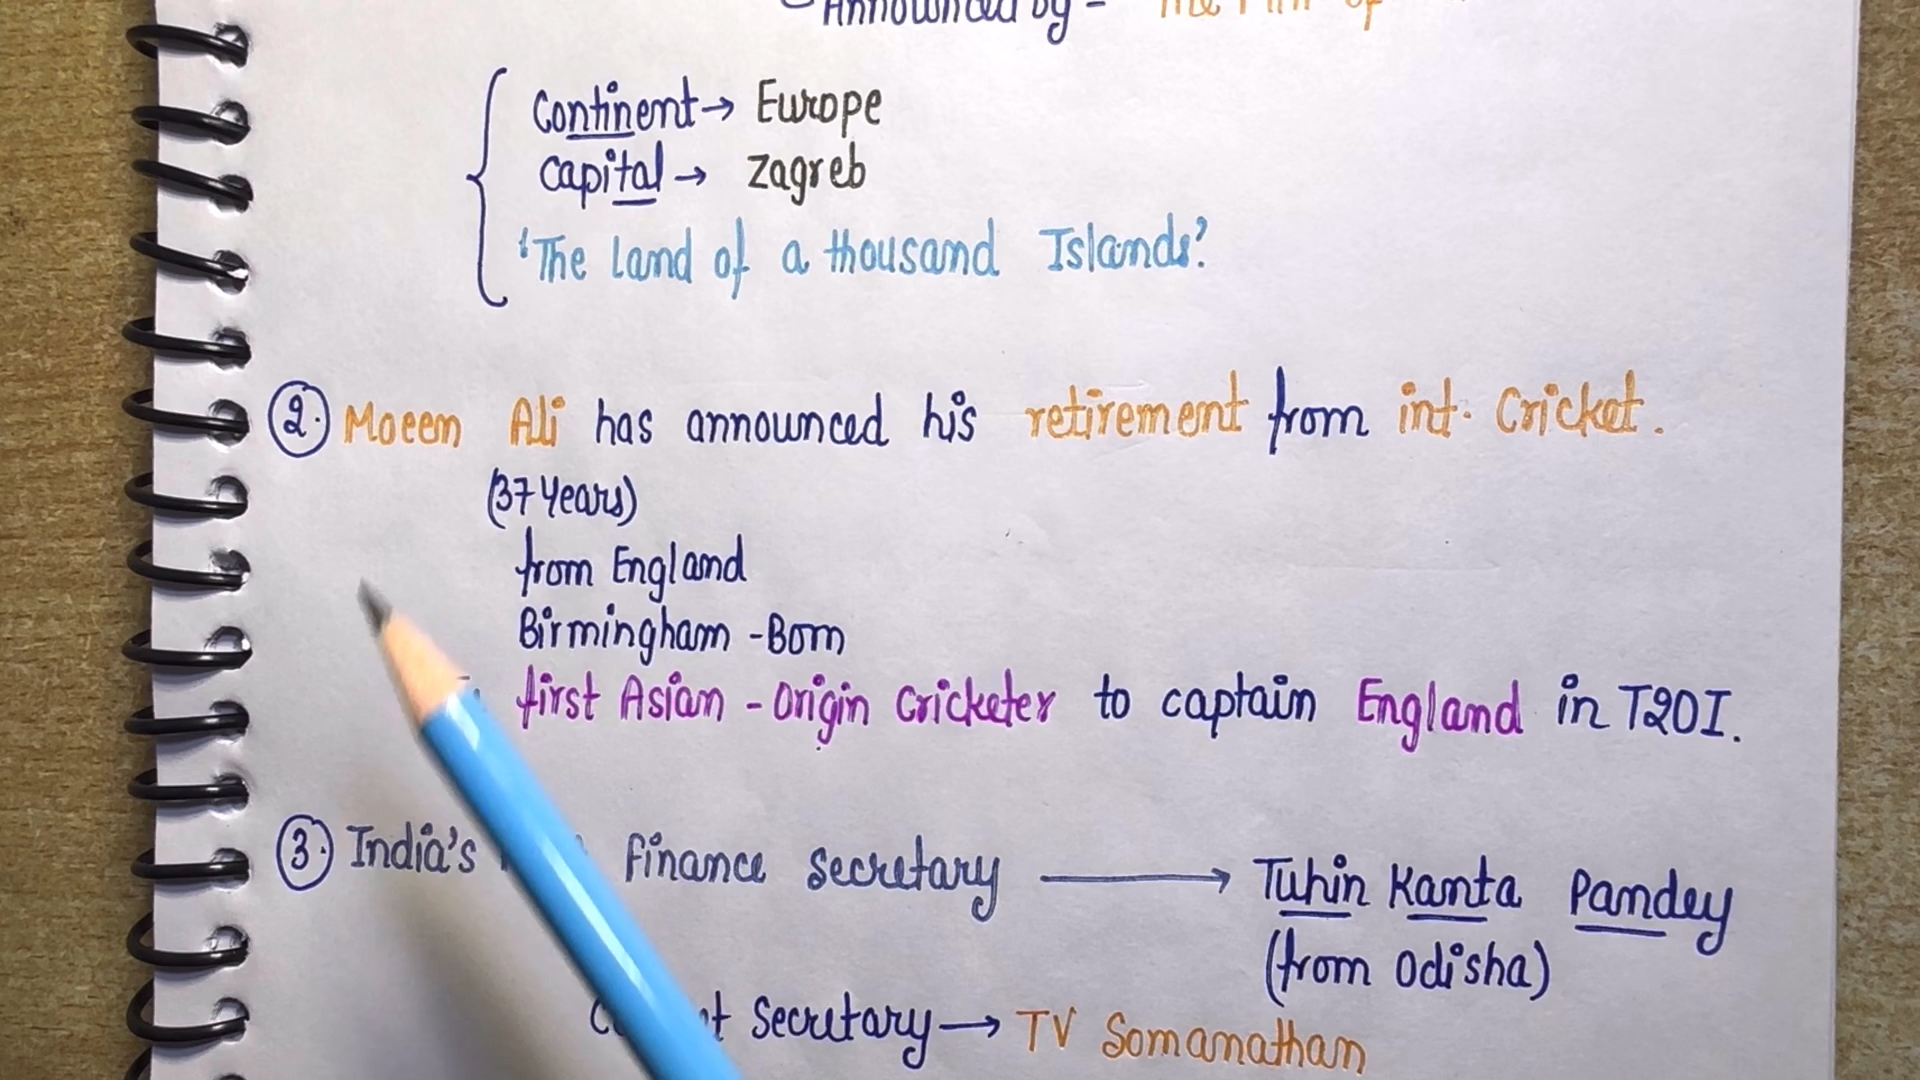 Announced by -
Continent → Europe
Capital → Zagreb
'The Land of a thousand Islands'
2. Moeen Ali has announced his retirement from int. Cricket.
(37 Years)
from England
Birmingham - Born
first Asian - Origin Cricketer to captain England in T20I.
3. India's finance secretary → Tuhin Kanta Pandey
(from Odisha)
Secretary → TV Somanathan